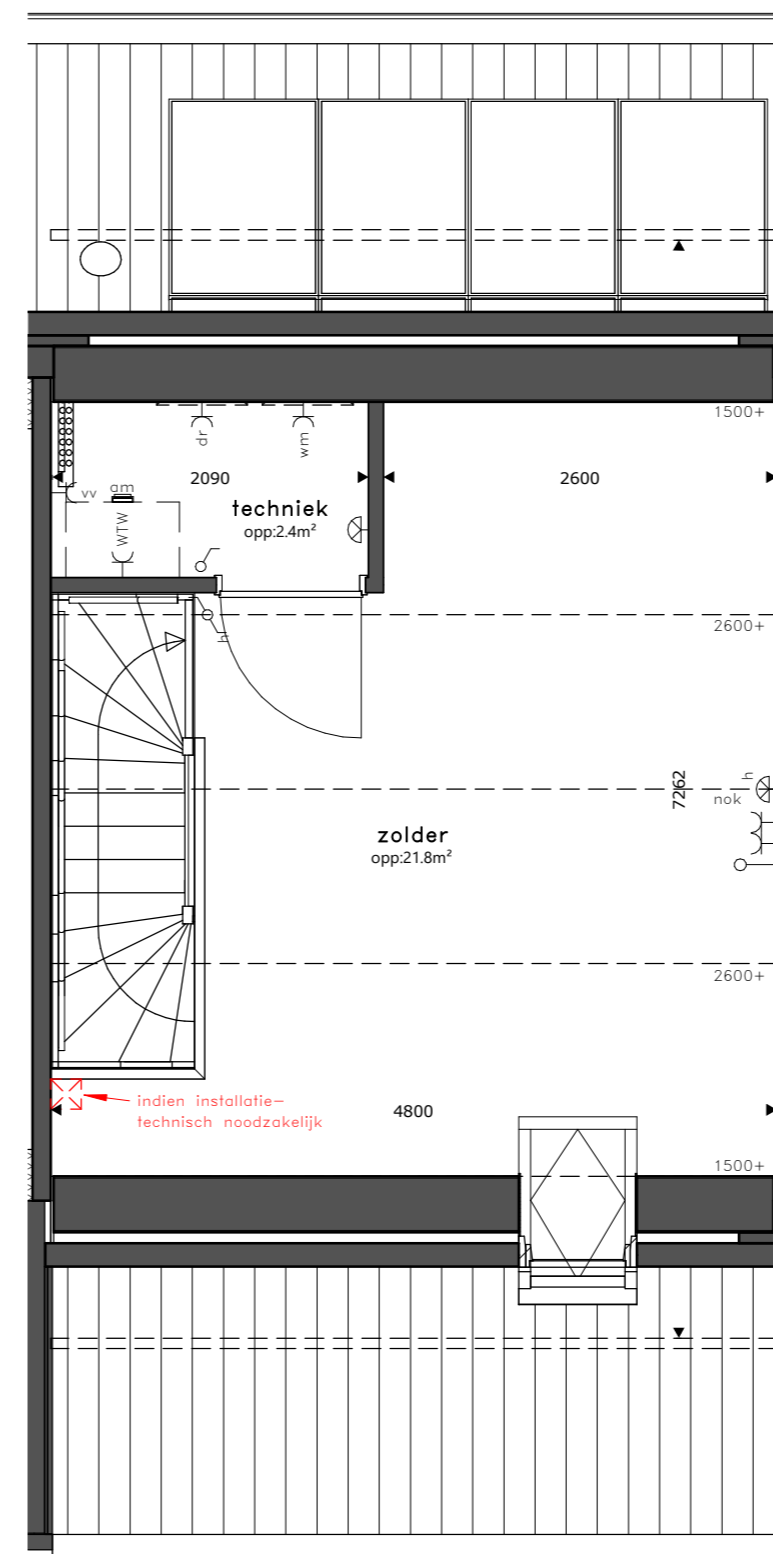 1500+
dr
wm
2090
2600
vv
am
techniek
opp:2.4m²
WTW
h
2600+
7262
h
nok
zolder
opp:21.8m²
2600+
indien installatie-
technisch noodzakelijk
4800
1500+